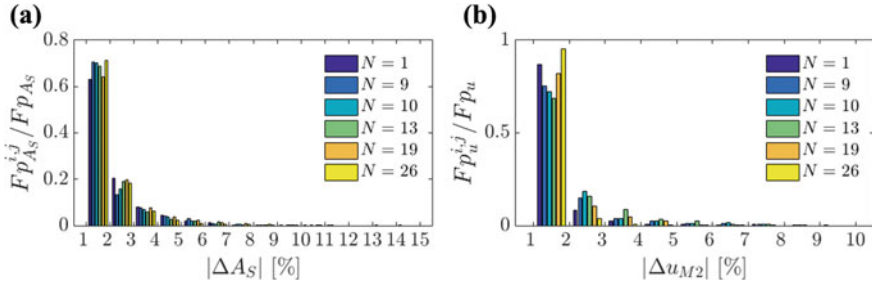 (a)
0.8
0.6
0.4
0.2
0
Fp_{A_S}^{i,j}/Fp_{A_S}
N = 1
N = 9
N = 10
N = 13
N = 19
N = 26
1 2 3 4 5 6 7 8 9 10 11 12 13 14 15
|ΔA_S| [%]
(b)
1
0.5
0
Fp_u^{i,j}/Fp_u
N = 1
N = 9
N = 10
N = 13
N = 19
N = 26
1 2 3 4 5 6 7 8 9 10
|Δu_{M2}| [%]